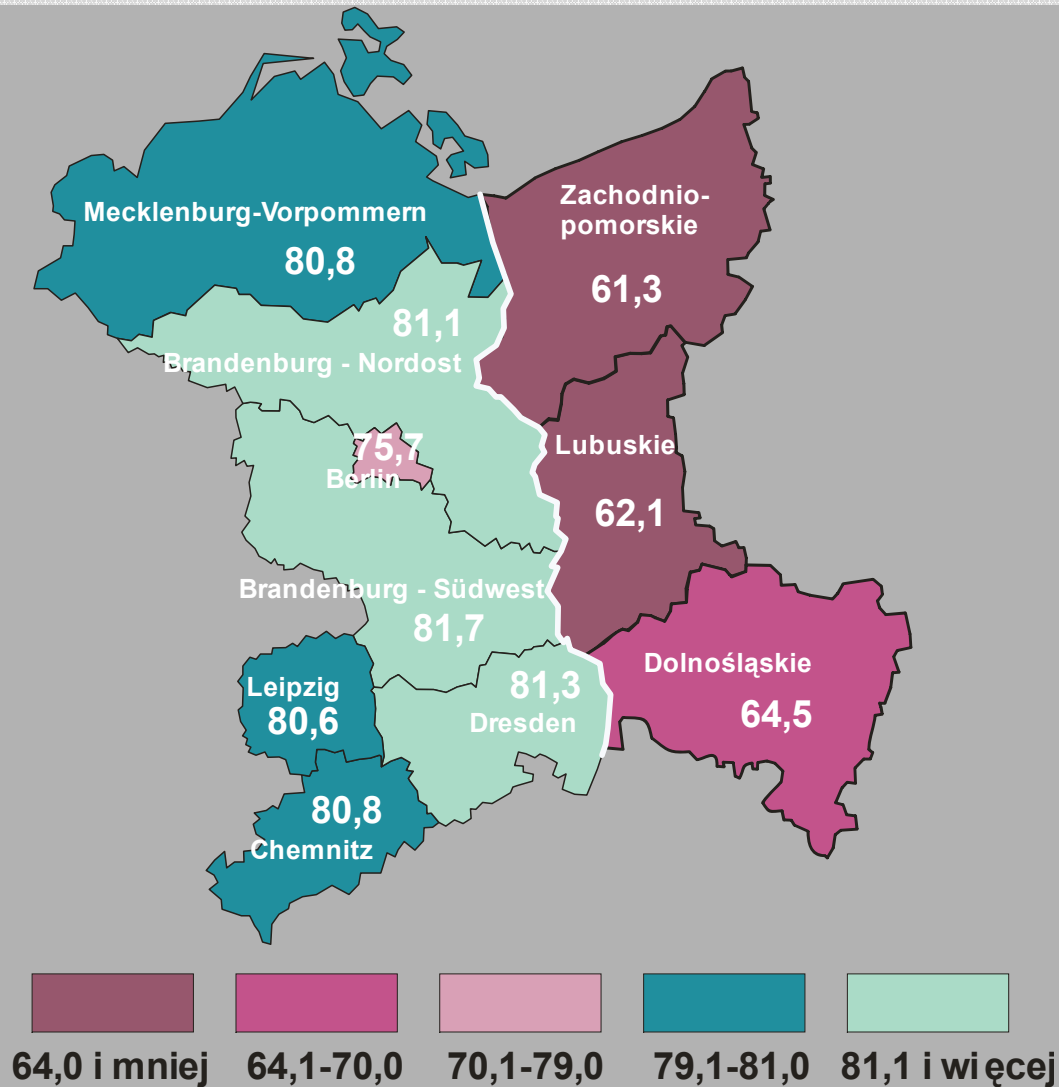 Zachodnio-
pomorskie
61,3
Mecklenburg-Vorpommern
80,8
81,1
Brandenburg - Nordost
75,7
Berlin
Lubuskie
62,1
Brandenburg - Südwest
81,7
Dolnośląskie
64,5
Leipzig
80,6
81,3
Dresden
80,8
Chemnitz
64,0 i mniej
64,1-70,0
70,1-79,0
79,1-81,0
81,1 i więcej